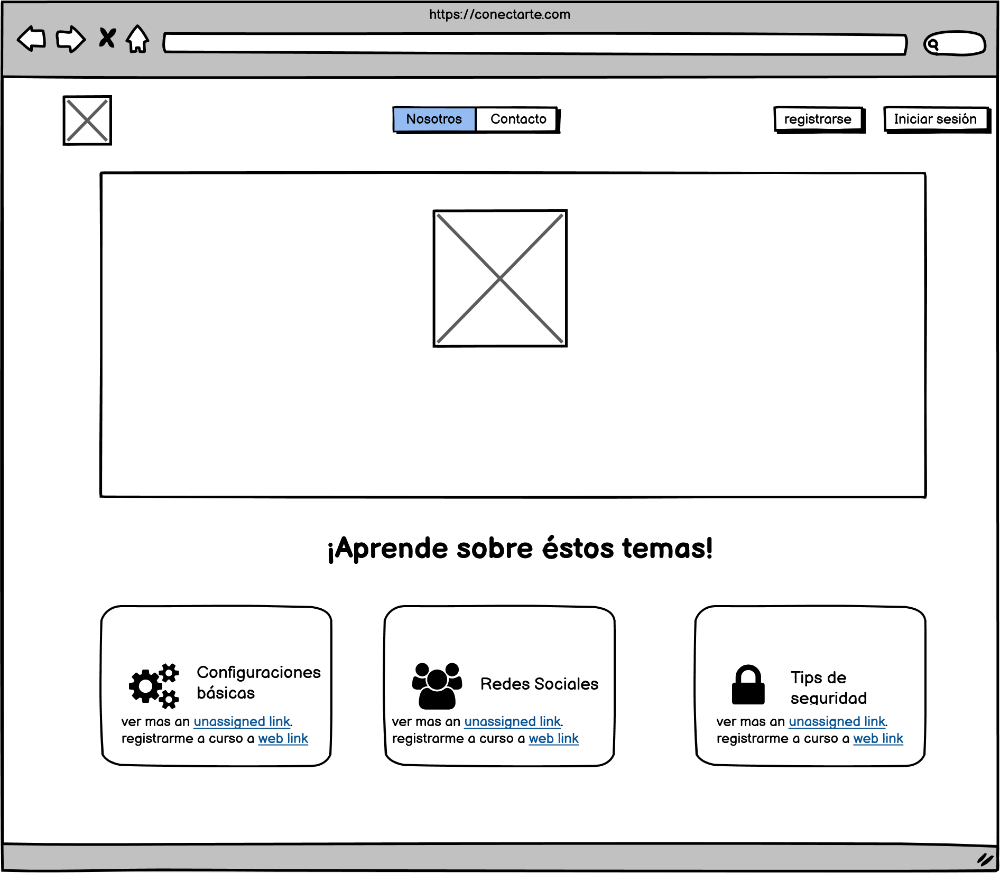 https://conectarte.com
Nosotros
Contacto
registrarse
Iniciar sesión
¡Aprende sobre éstos temas!
Configuraciones
básicas
ver mas an unassigned link.
registrarme a curso a web link
Redes Sociales
ver mas an unassigned link.
registrarme a curso a web link
Tips de
seguridad
ver mas an unassigned link.
registrarme a curso a web link